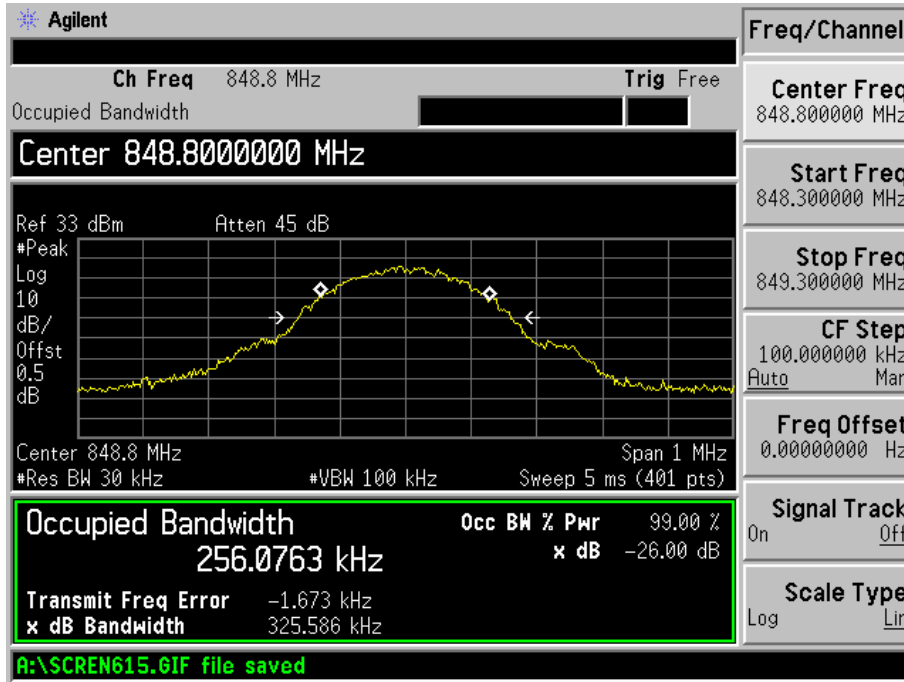 Agilent
Freq/Channel
Ch Freq 848.8 MHz Trig Free
Occupied Bandwidth
Center 848.8000000 MHz
Ref 33 dBm Atten 45 dB
#Peak
Log
10
dB/
Offst
0.5
dB
Center 848.8 MHz Span 1 MHz
#Res BW 30 kHz #VBW 100 kHz Sweep 5 ms (401 pts)
Occupied Bandwidth
256.0763 kHz
Occ BW % Pwr 99.00 %
x dB -26.00 dB
Transmit Freq Error -1.673 kHz
x dB Bandwidth 325.586 kHz
A:\SCREN615.GIF file saved
Center Freq
848.800000 MHz
Start Freq
848.300000 MHz
Stop Freq
849.300000 MHz
CF Step
100.000000 kHz
Auto Man
Freq Offset
0.00000000 Hz
Signal Track
On Off
Scale Type
Log Lin